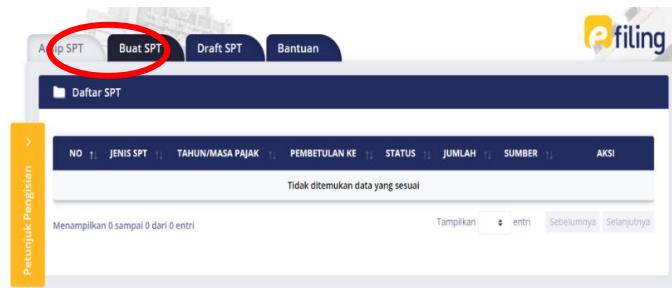 Arsip SPT Buat SPT Draft SPT Bantuan
efiling
Daftar SPT
NO JENIS SPT TAHUN/MASA PAJAK PEMBETULAN KE STATUS JUMLAH SUMBER AKSI
Tidak ditemukan data yang sesuai
Menampilkan 0 sampai 0 dari 0 entri Tampilkan entri Sebelumnya Selanjutnya
Petunjuk Pengisian